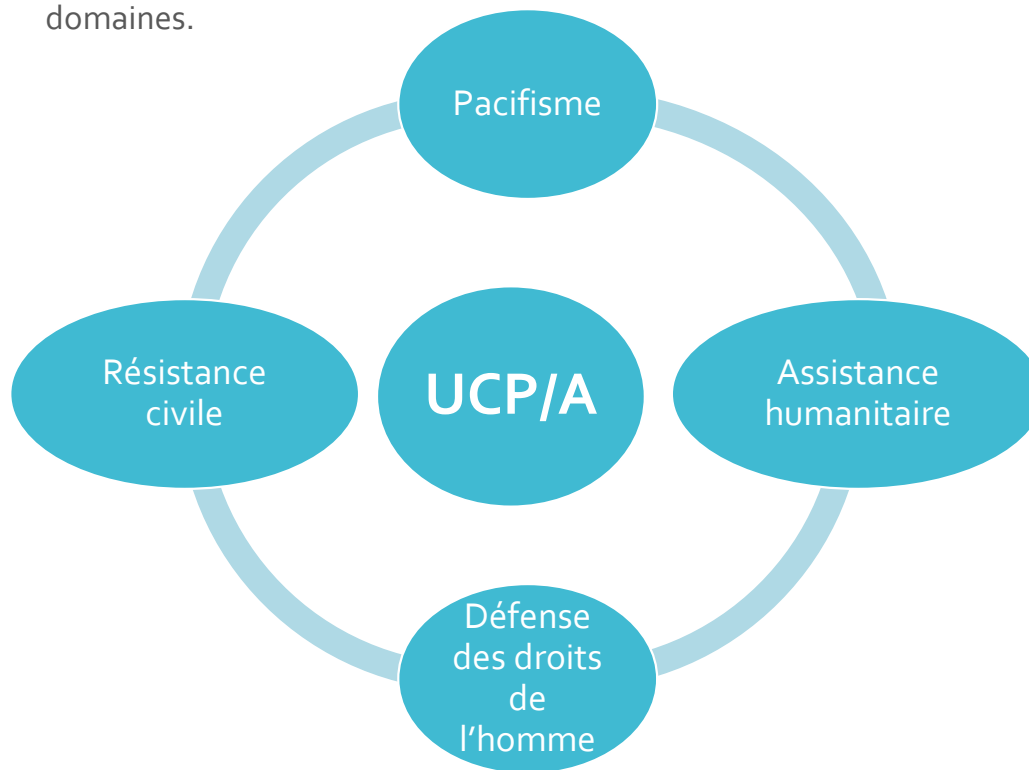 domaines.
Pacifisme
Résistance
civile
UCP/A
Assistance
humanitaire
Défense
des droits
de
l’homme